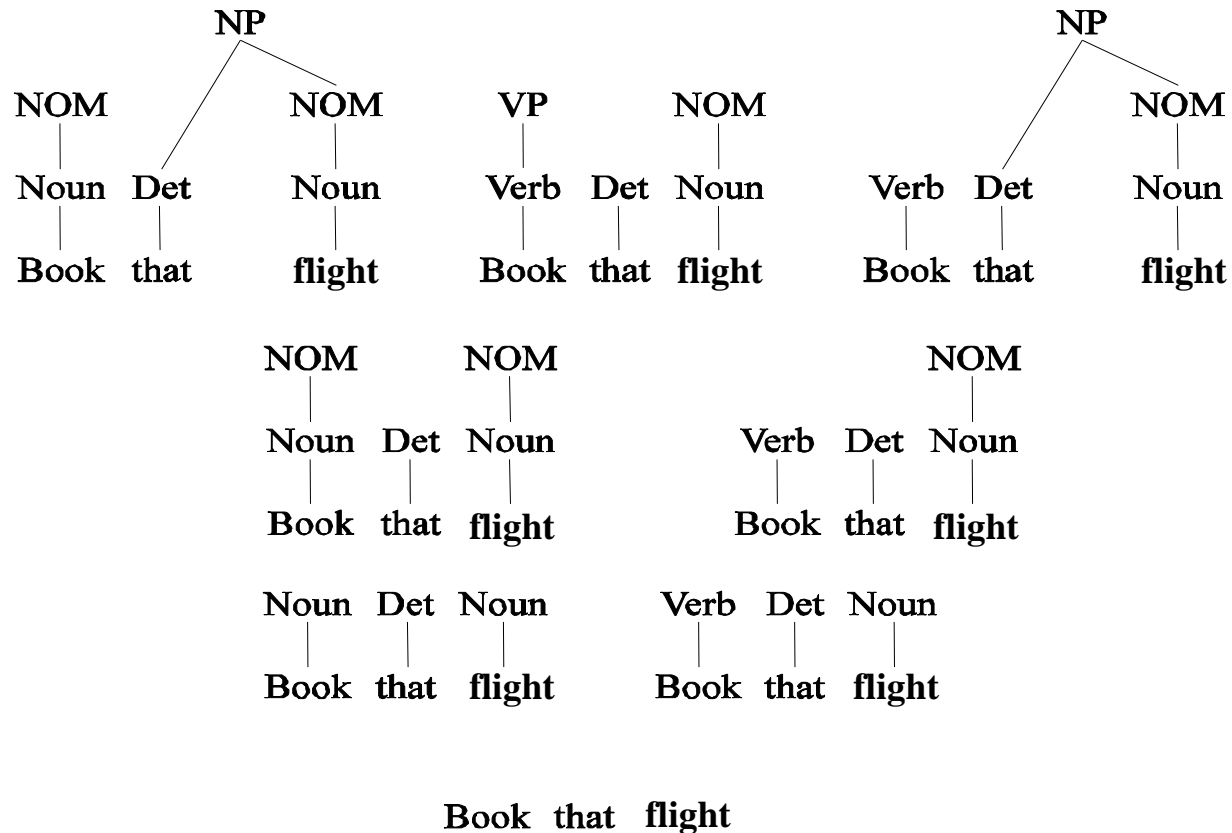 NP NP
NOM NOM VP NOM NOM
Noun Det Noun Verb Det Noun Verb Det Noun
Book that flight Book that flight Book that flight
NOM NOM NOM
Noun Det Noun Verb Det Noun
Book that flight Book that flight
Noun Det Noun Verb Det Noun
Book that flight Book that flight
Book that flight